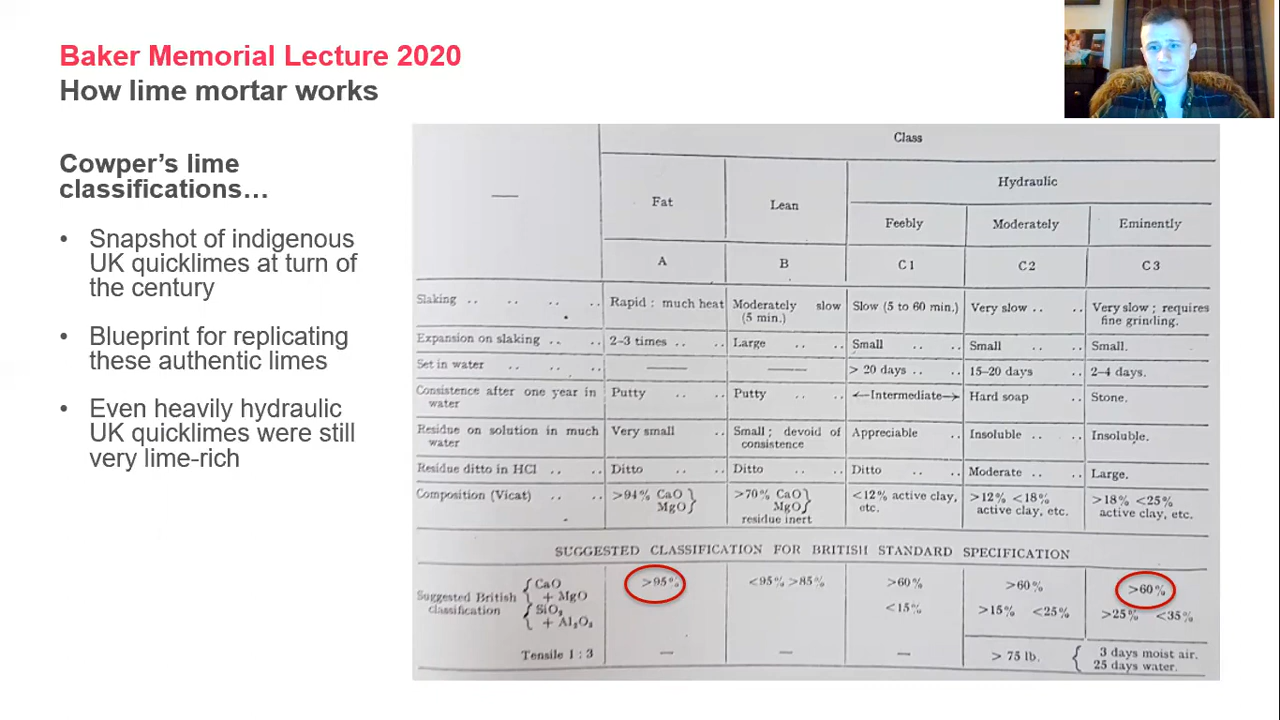 Baker Memorial Lecture 2020
How lime mortar works
Cowper’s lime
classifications…
• Snapshot of indigenous
UK quicklimes at turn of
the century
• Blueprint for replicating
these authentic limes
• Even heavily hydraulic
UK quicklimes were still
very lime-rich
Class
— Fat Lean Hydraulic
Feebly Moderately Eminently
A B C1 C2 C3
Slaking .. .. .. .. Rapid : much heat Moderately slow (5 min.) Slow (5 to 60 min.) Very slow .. .. Very slow ; requires fine grinding.
Expansion on slaking .. .. 2–3 times .. .. Large .. .. Small .. .. Small .. .. Small.
Set in water .. .. .. —— —— > 20 days .. .. 15–20 days .. 2–4 days.
Consistence after one year in water Putty .. .. Putty .. .. ←Intermediate→ Hard soap .. Stone.
Residue on solution in much water Very small .. Small ; devoid of consistence Appreciable .. Insoluble .. .. Insoluble.
Residue ditto in HCl .. .. Ditto .. .. Ditto .. .. Ditto .. .. Moderate .. .. Large.
Composition (Vicat) .. .. >94% CaO MgO} >70% CaO MgO} residue inert <12% active clay, etc. >12% <18% active clay, etc. >18% <25% active clay, etc.
SUGGESTED CLASSIFICATION FOR BRITISH STANDARD SPECIFICATION
Suggested British classification { CaO + MgO >95% <95% >85% >60% >60% >60%
{ SiO₂ + Al₂O₃ <15% >15% <25% >25% <35%
Tensile 1 : 3 — — — > 75 lb. { 3 days moist air. 25 days water.